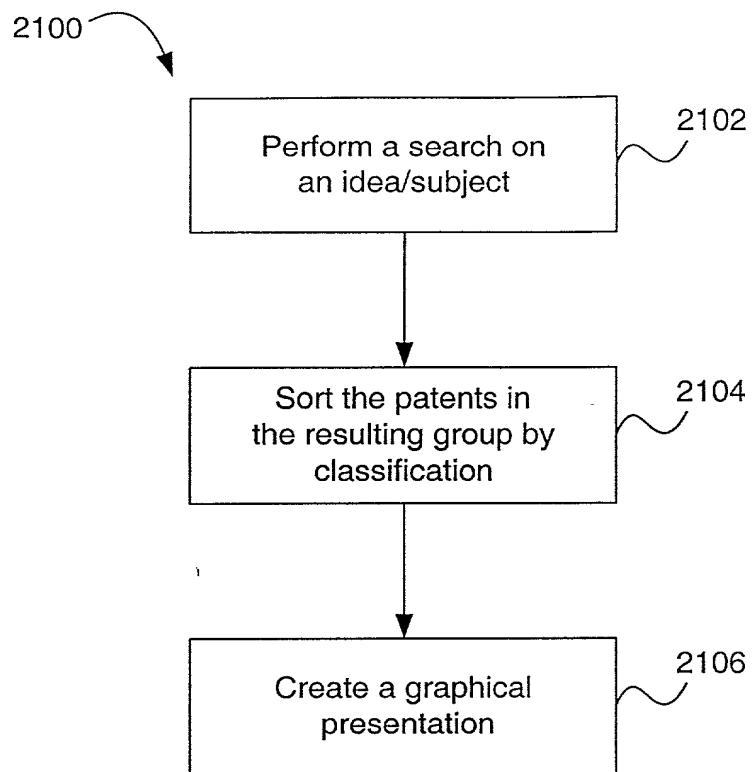 2100
Perform a search on
an idea/subject
2102
Sort the patents in
the resulting group by
classification
2104
Create a graphical
presentation
2106